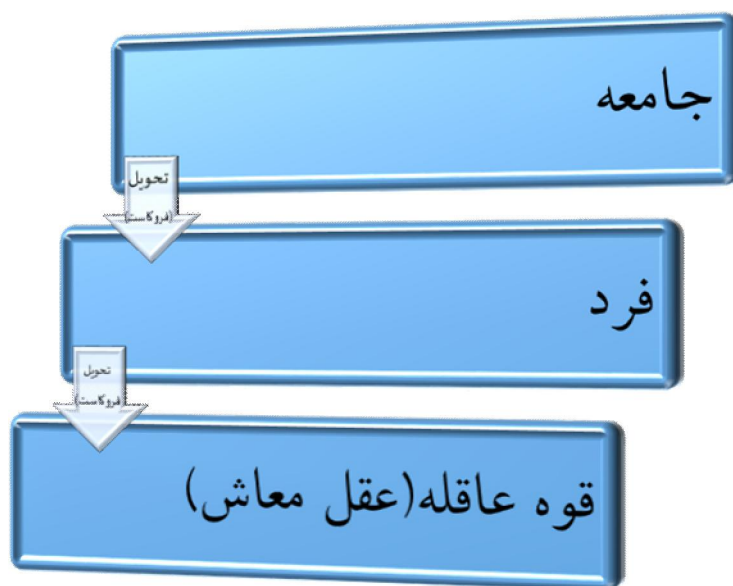 جامعه
تحویل
(فروکاست)
فرد
تحویل
(فروکاست)
قوه عاقله(عقل معاش)